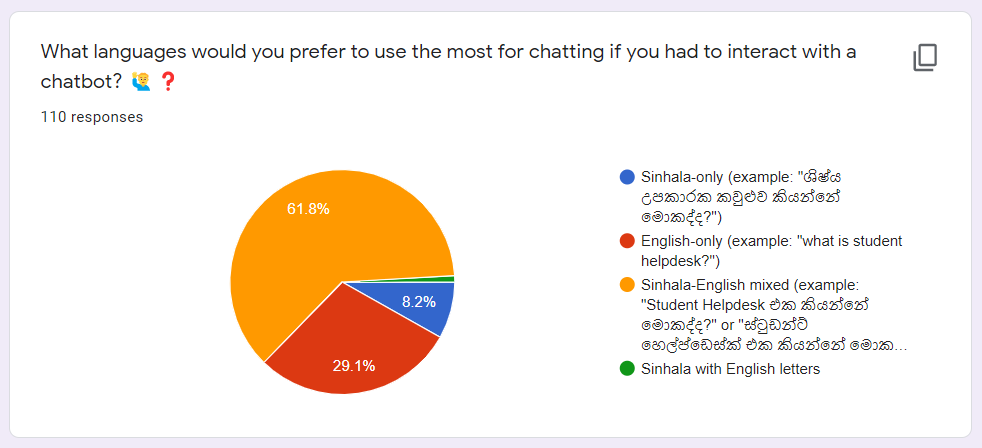 What languages would you prefer to use the most for chatting if you had to interact with a
chatbot? 🙋‍♂️ ❓
110 responses
61.8%
8.2%
29.1%
Sinhala-only (example: "ශිෂ්ය
උපකාරක කවුළුව කියන්නේ
මොකද්ද?")
English-only (example: "what is student
helpdesk?")
Sinhala-English mixed (example:
"Student Helpdesk එක කියන්නේ
මොකද්ද?" or "ස්ටුඩන්ට්
හෙල්ප්ඩෙස්ක් එක කියන්නේ මොක...
Sinhala with English letters